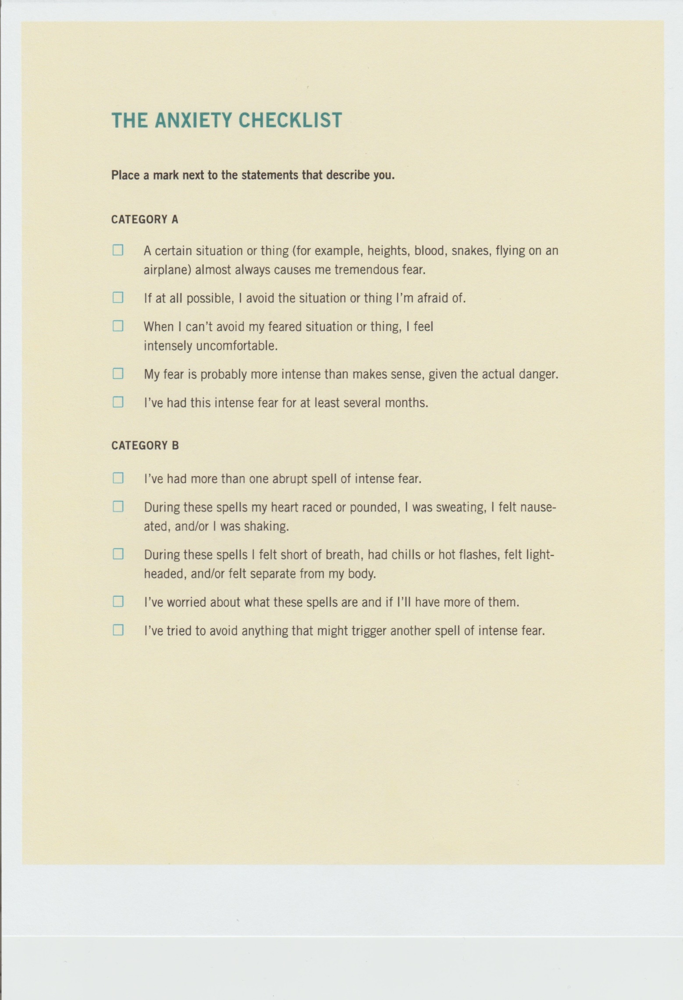 THE ANXIETY CHECKLIST
Place a mark next to the statements that describe you.
CATEGORY A
☐ A certain situation or thing (for example, heights, blood, snakes, flying on an
airplane) almost always causes me tremendous fear.
☐ If at all possible, I avoid the situation or thing I’m afraid of.
☐ When I can’t avoid my feared situation or thing, I feel
intensely uncomfortable.
☐ My fear is probably more intense than makes sense, given the actual danger.
☐ I’ve had this intense fear for at least several months.
CATEGORY B
☐ I’ve had more than one abrupt spell of intense fear.
☐ During these spells my heart raced or pounded, I was sweating, I felt nause-
ated, and/or I was shaking.
☐ During these spells I felt short of breath, had chills or hot flashes, felt light-
headed, and/or felt separate from my body.
☐ I’ve worried about what these spells are and if I’ll have more of them.
☐ I’ve tried to avoid anything that might trigger another spell of intense fear.